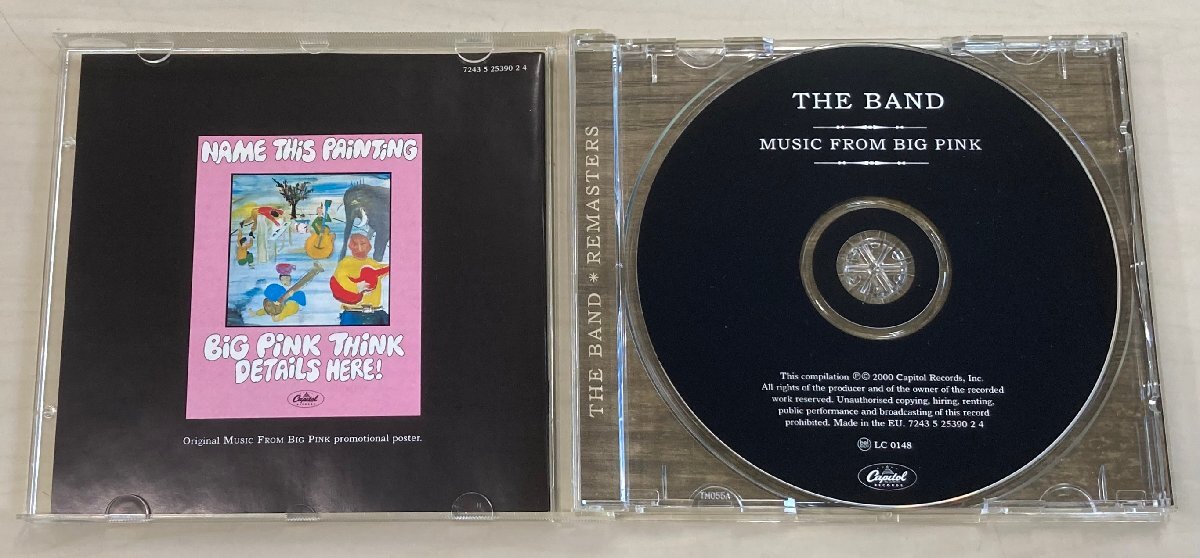 7243 5 25390 2 4
NAME THIS PAINTING
BIG PINK THINK
DETAILS HERE!
Capitol
RECORDS
Original MUSIC FROM BIG PINK promotional poster.
THE BAND * REMASTERS
THE BAND
MUSIC FROM BIG PINK
This compilation ℗© 2000 Capitol Records, Inc.
All rights of the producer and of the owner of the recorded
work reserved. Unauthorised copying, hiring, renting,
public performance and broadcasting of this record
prohibited. Made in the EU. 7243 5 25390 2 4
LC 0148
Capitol
RECORDS
TM055A